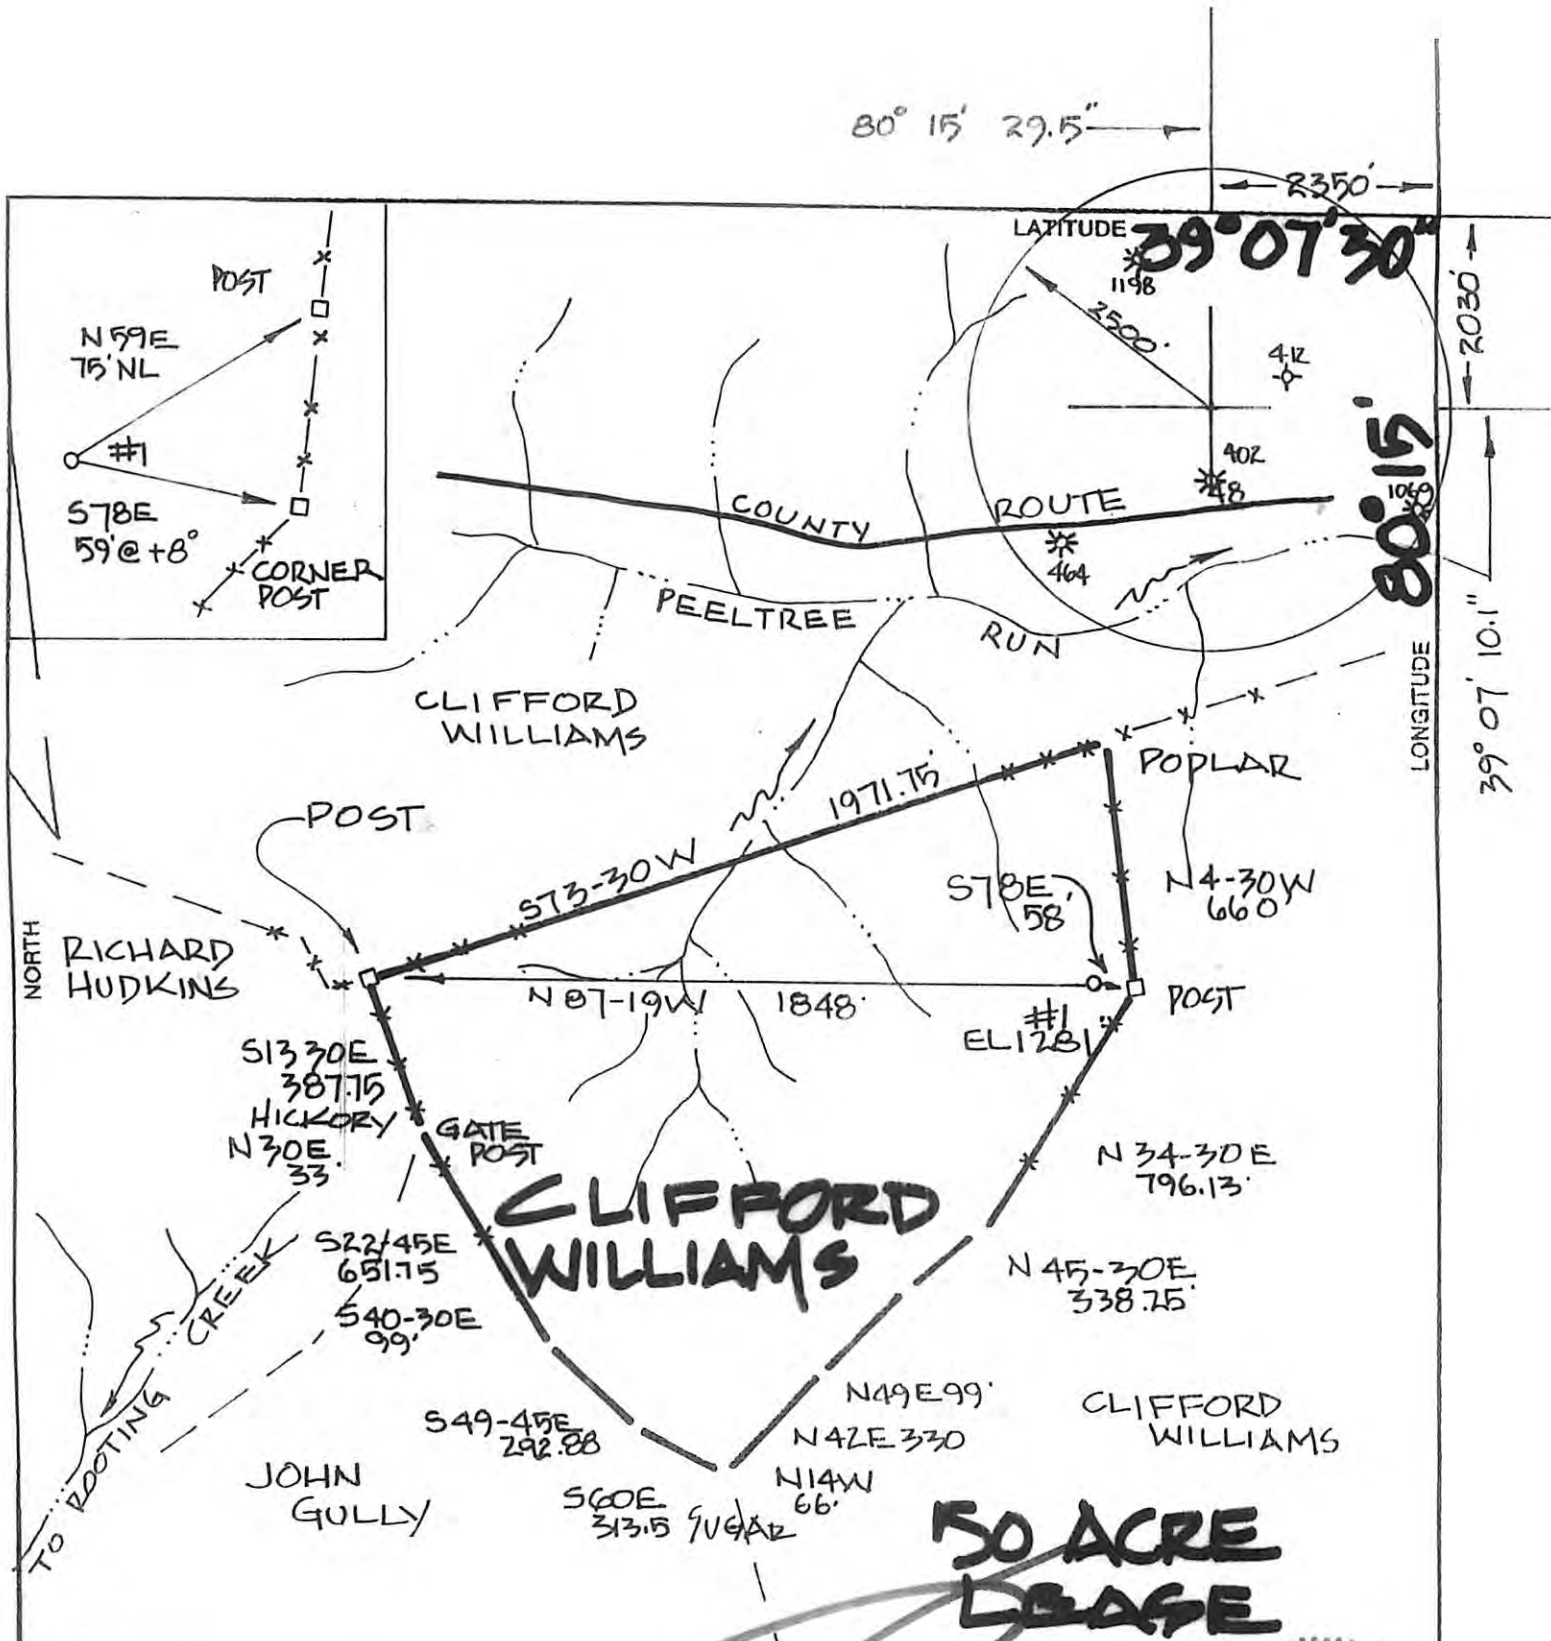 80° 15' 29.5"
2350'
LATITUDE 39°07'30"
1198
2500'
2030'
412
80°15'
402
48
1069
LONGITUDE
39° 07' 10.1"
POST
N59E
75'NL
#1
S78E
59'@+8°
CORNER
POST
COUNTY ROUTE
464
PEELTREE RUN
CLIFFORD
WILLIAMS
POST
POPLAR
1971.75'
S73-30W
S78E
58'
N4-30W
660
NORTH
RICHARD
HUDKINS
N87-19W 1848'
POST
#1
EL1281
S1330E
387.75
HICKORY
N30E
33'
GATE
POST
N34-30E
796.13'
CLIFFORD
WILLIAMS
S22-45E
651.75
S40-30E
99'
N45-30E
338.25'
TO ROOTING CREEK
S49-45E
292.88
N49E99'
N42E330
N14W
66'
CLIFFORD
WILLIAMS
JOHN
GULLY
S60E
313.5
SUGAR
50 ACRE
LEASE